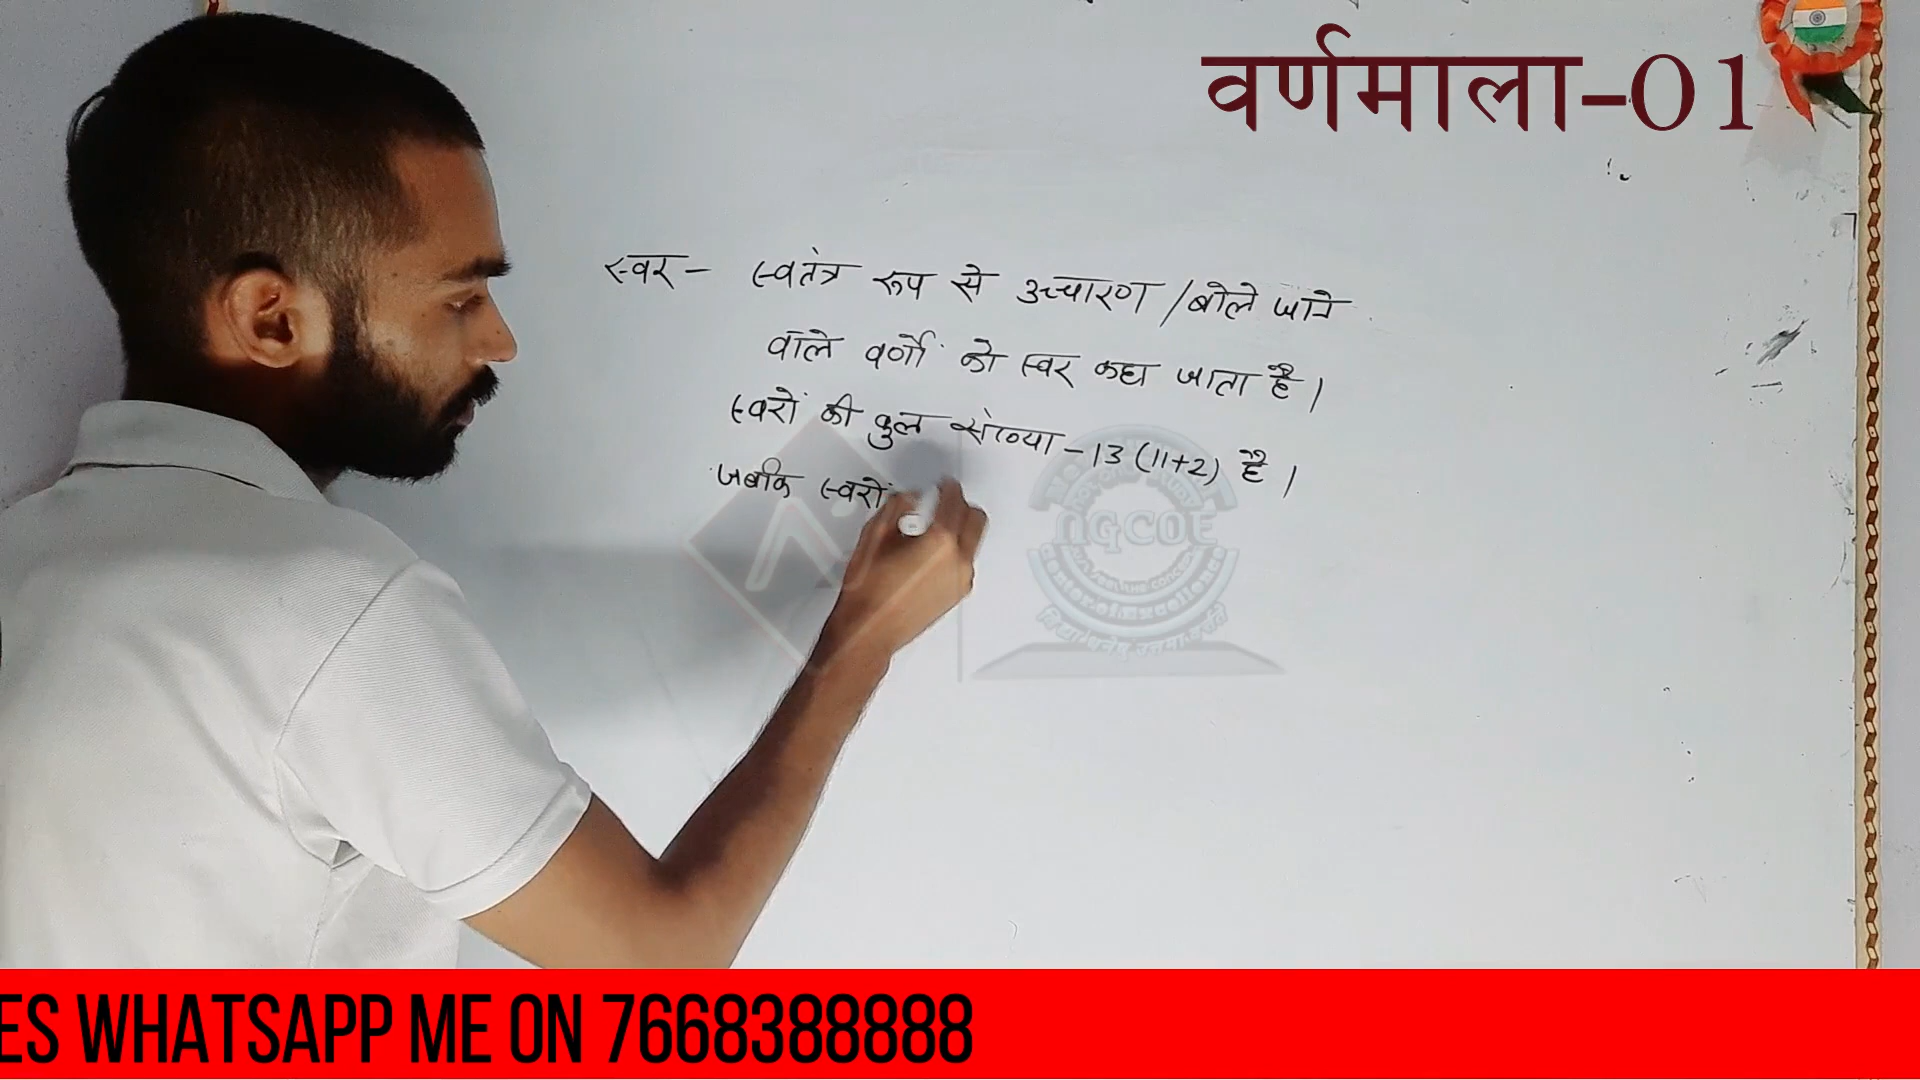 वर्णमाला-01
स्वर - स्वतंत्र रूप से उच्चारण /बोले जाने
वाले वर्णों को स्वर कहा जाता है।
स्वरों की कुल संख्या - 13 (11+2) है।
जबकि स्वरों
NGCOE
ES WHATSAPP ME ON 7668388888